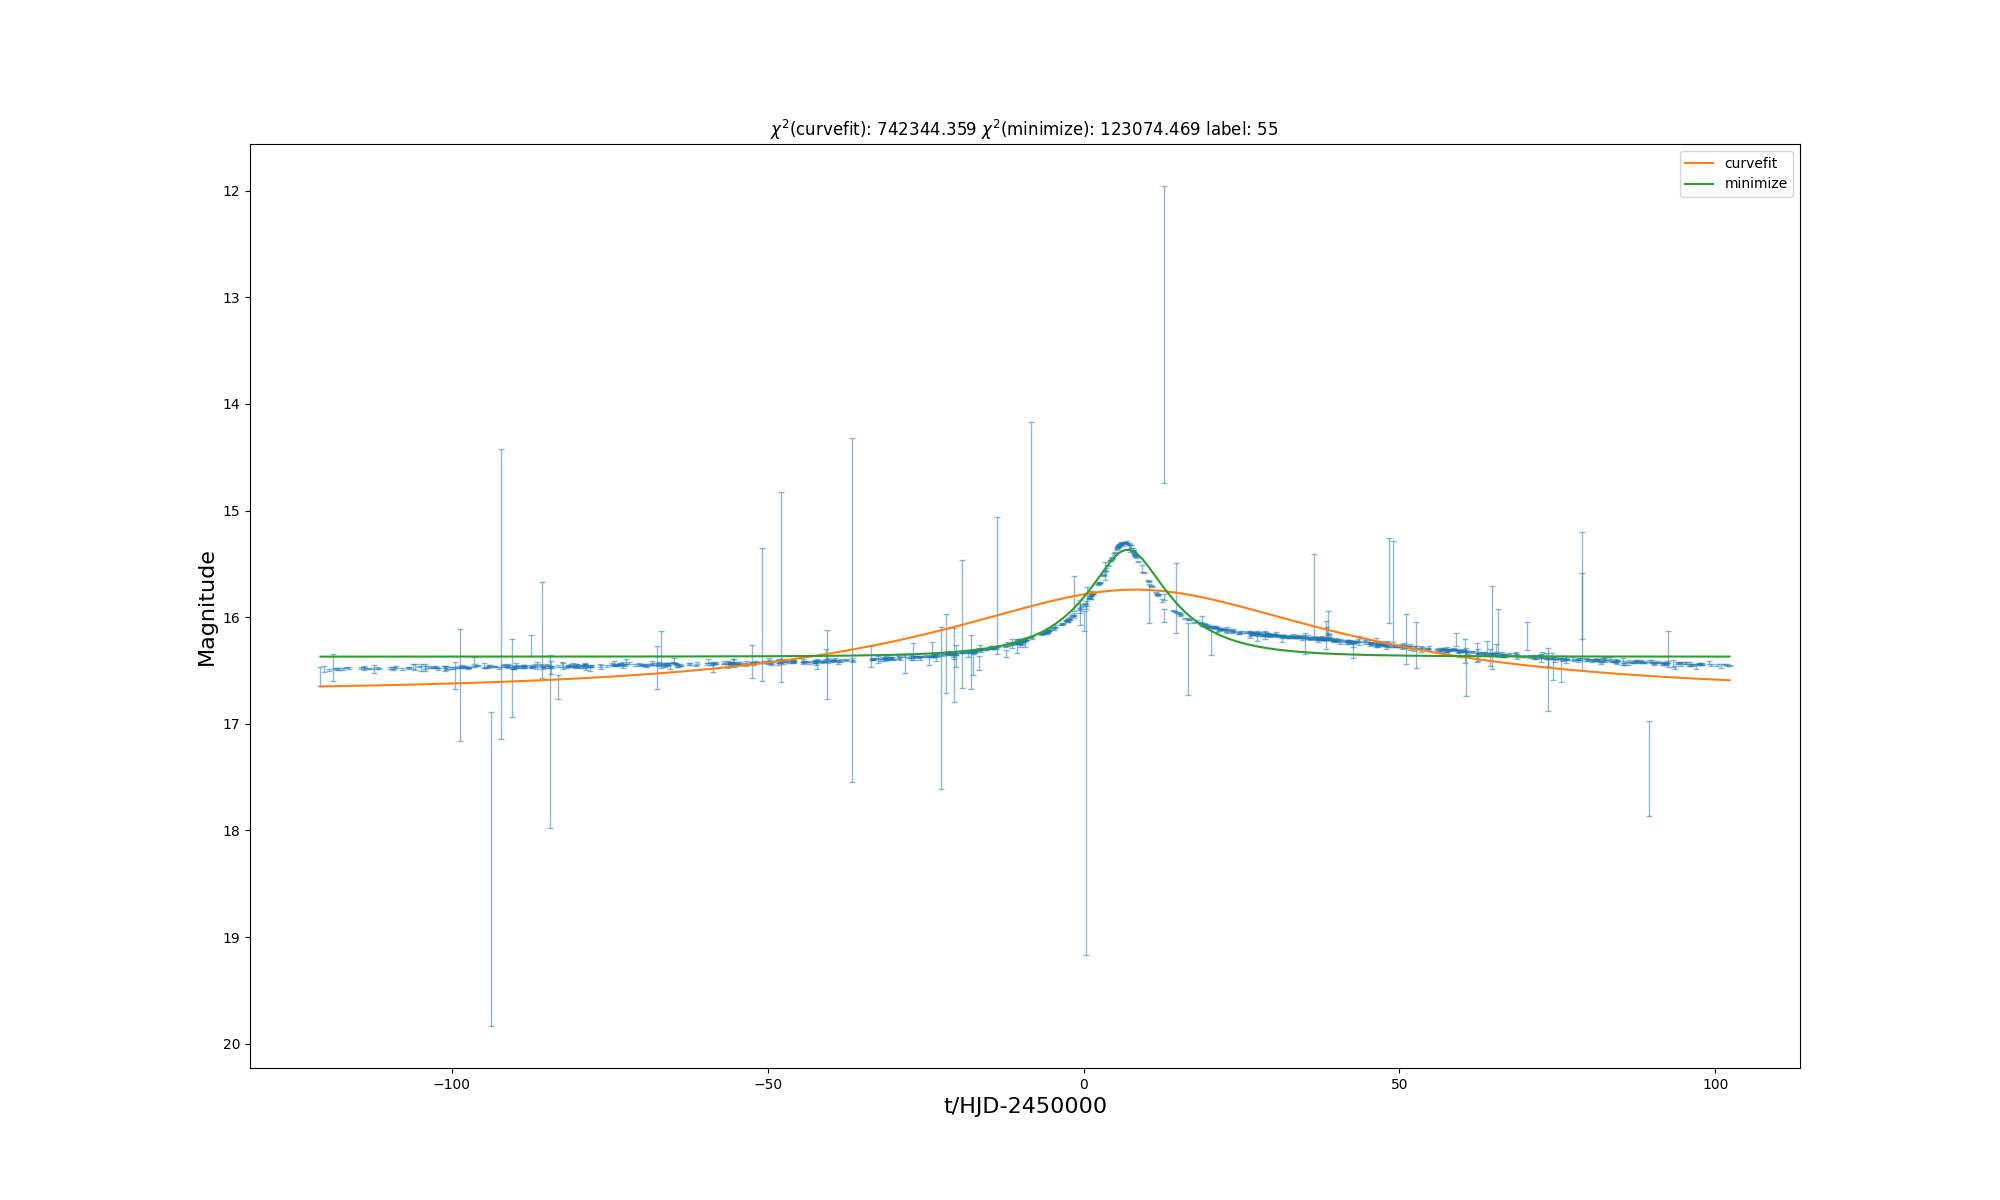 χ²(curvefit): 742344.359 χ²(minimize): 123074.469 label: 55
curvefit
minimize
12
13
14
15
16
17
18
19
20
Magnitude
−100
−50
0
50
100
t/HJD-2450000